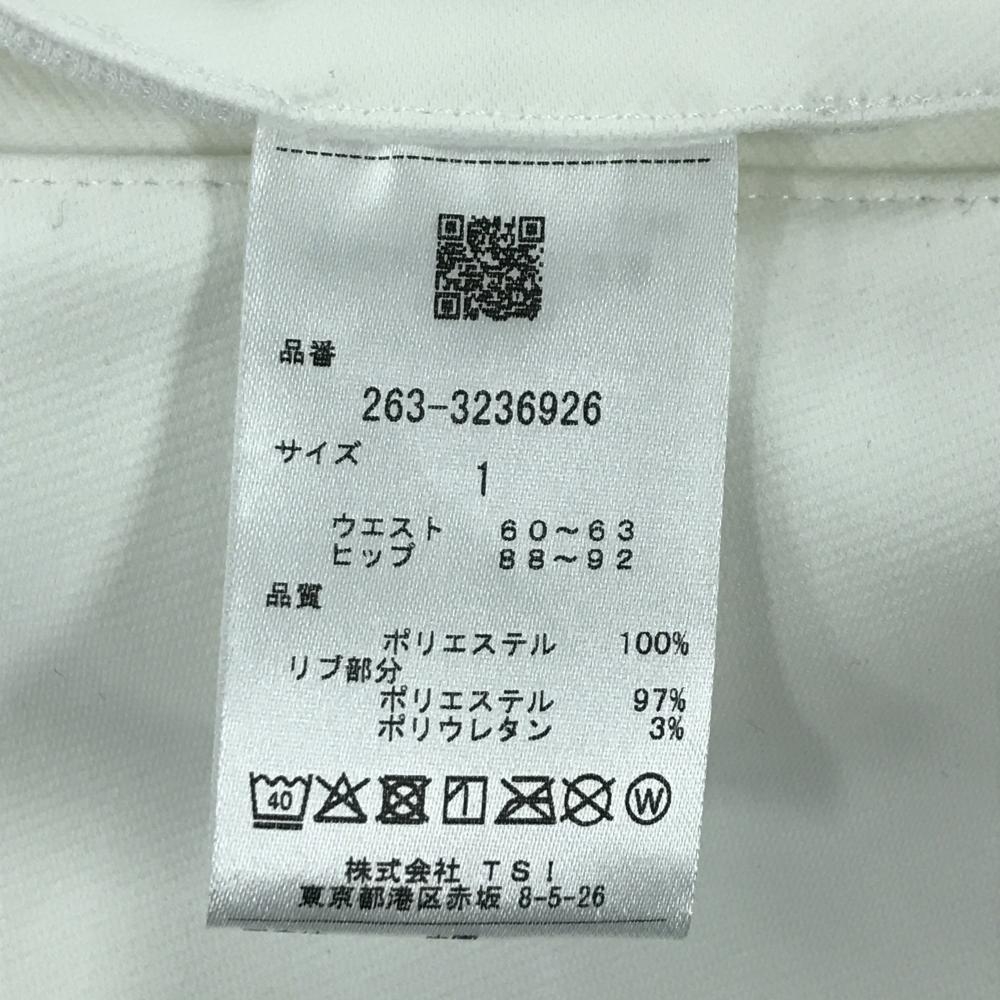 品番
263-3236926
サイズ
1
ウエスト 60～63
ヒップ 88～92
品質
ポリエステル 100%
リブ部分
ポリエステル 97%
ポリウレタン 3%
40 W
株式会社 TSI
東京都港区赤坂 8-5-26